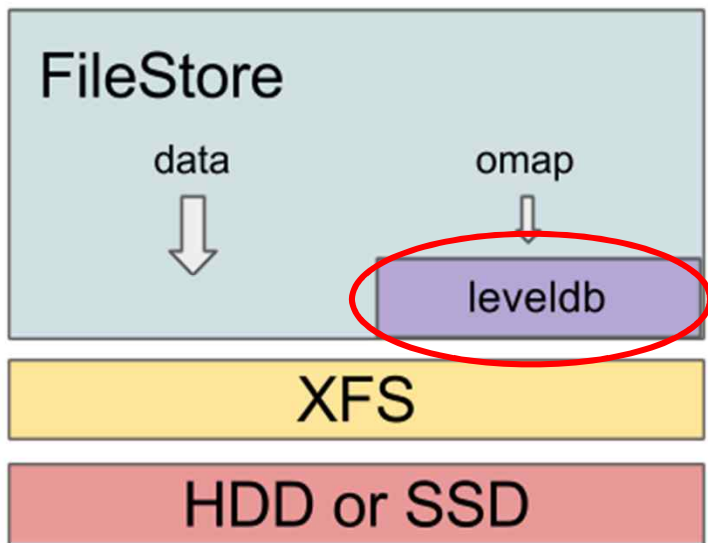 FileStore
data omap
leveldb
XFS
HDD or SSD